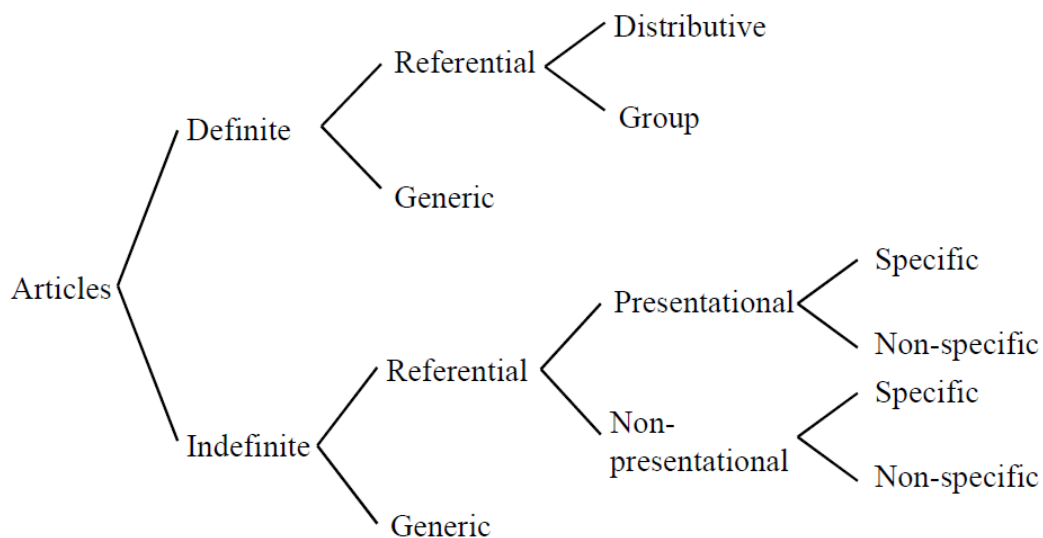 Distributive
Referential
Group
Definite
Generic
Specific
Presentational
Non-specific
Articles
Referential
Specific
Non-
presentational
Indefinite
Non-specific
Generic